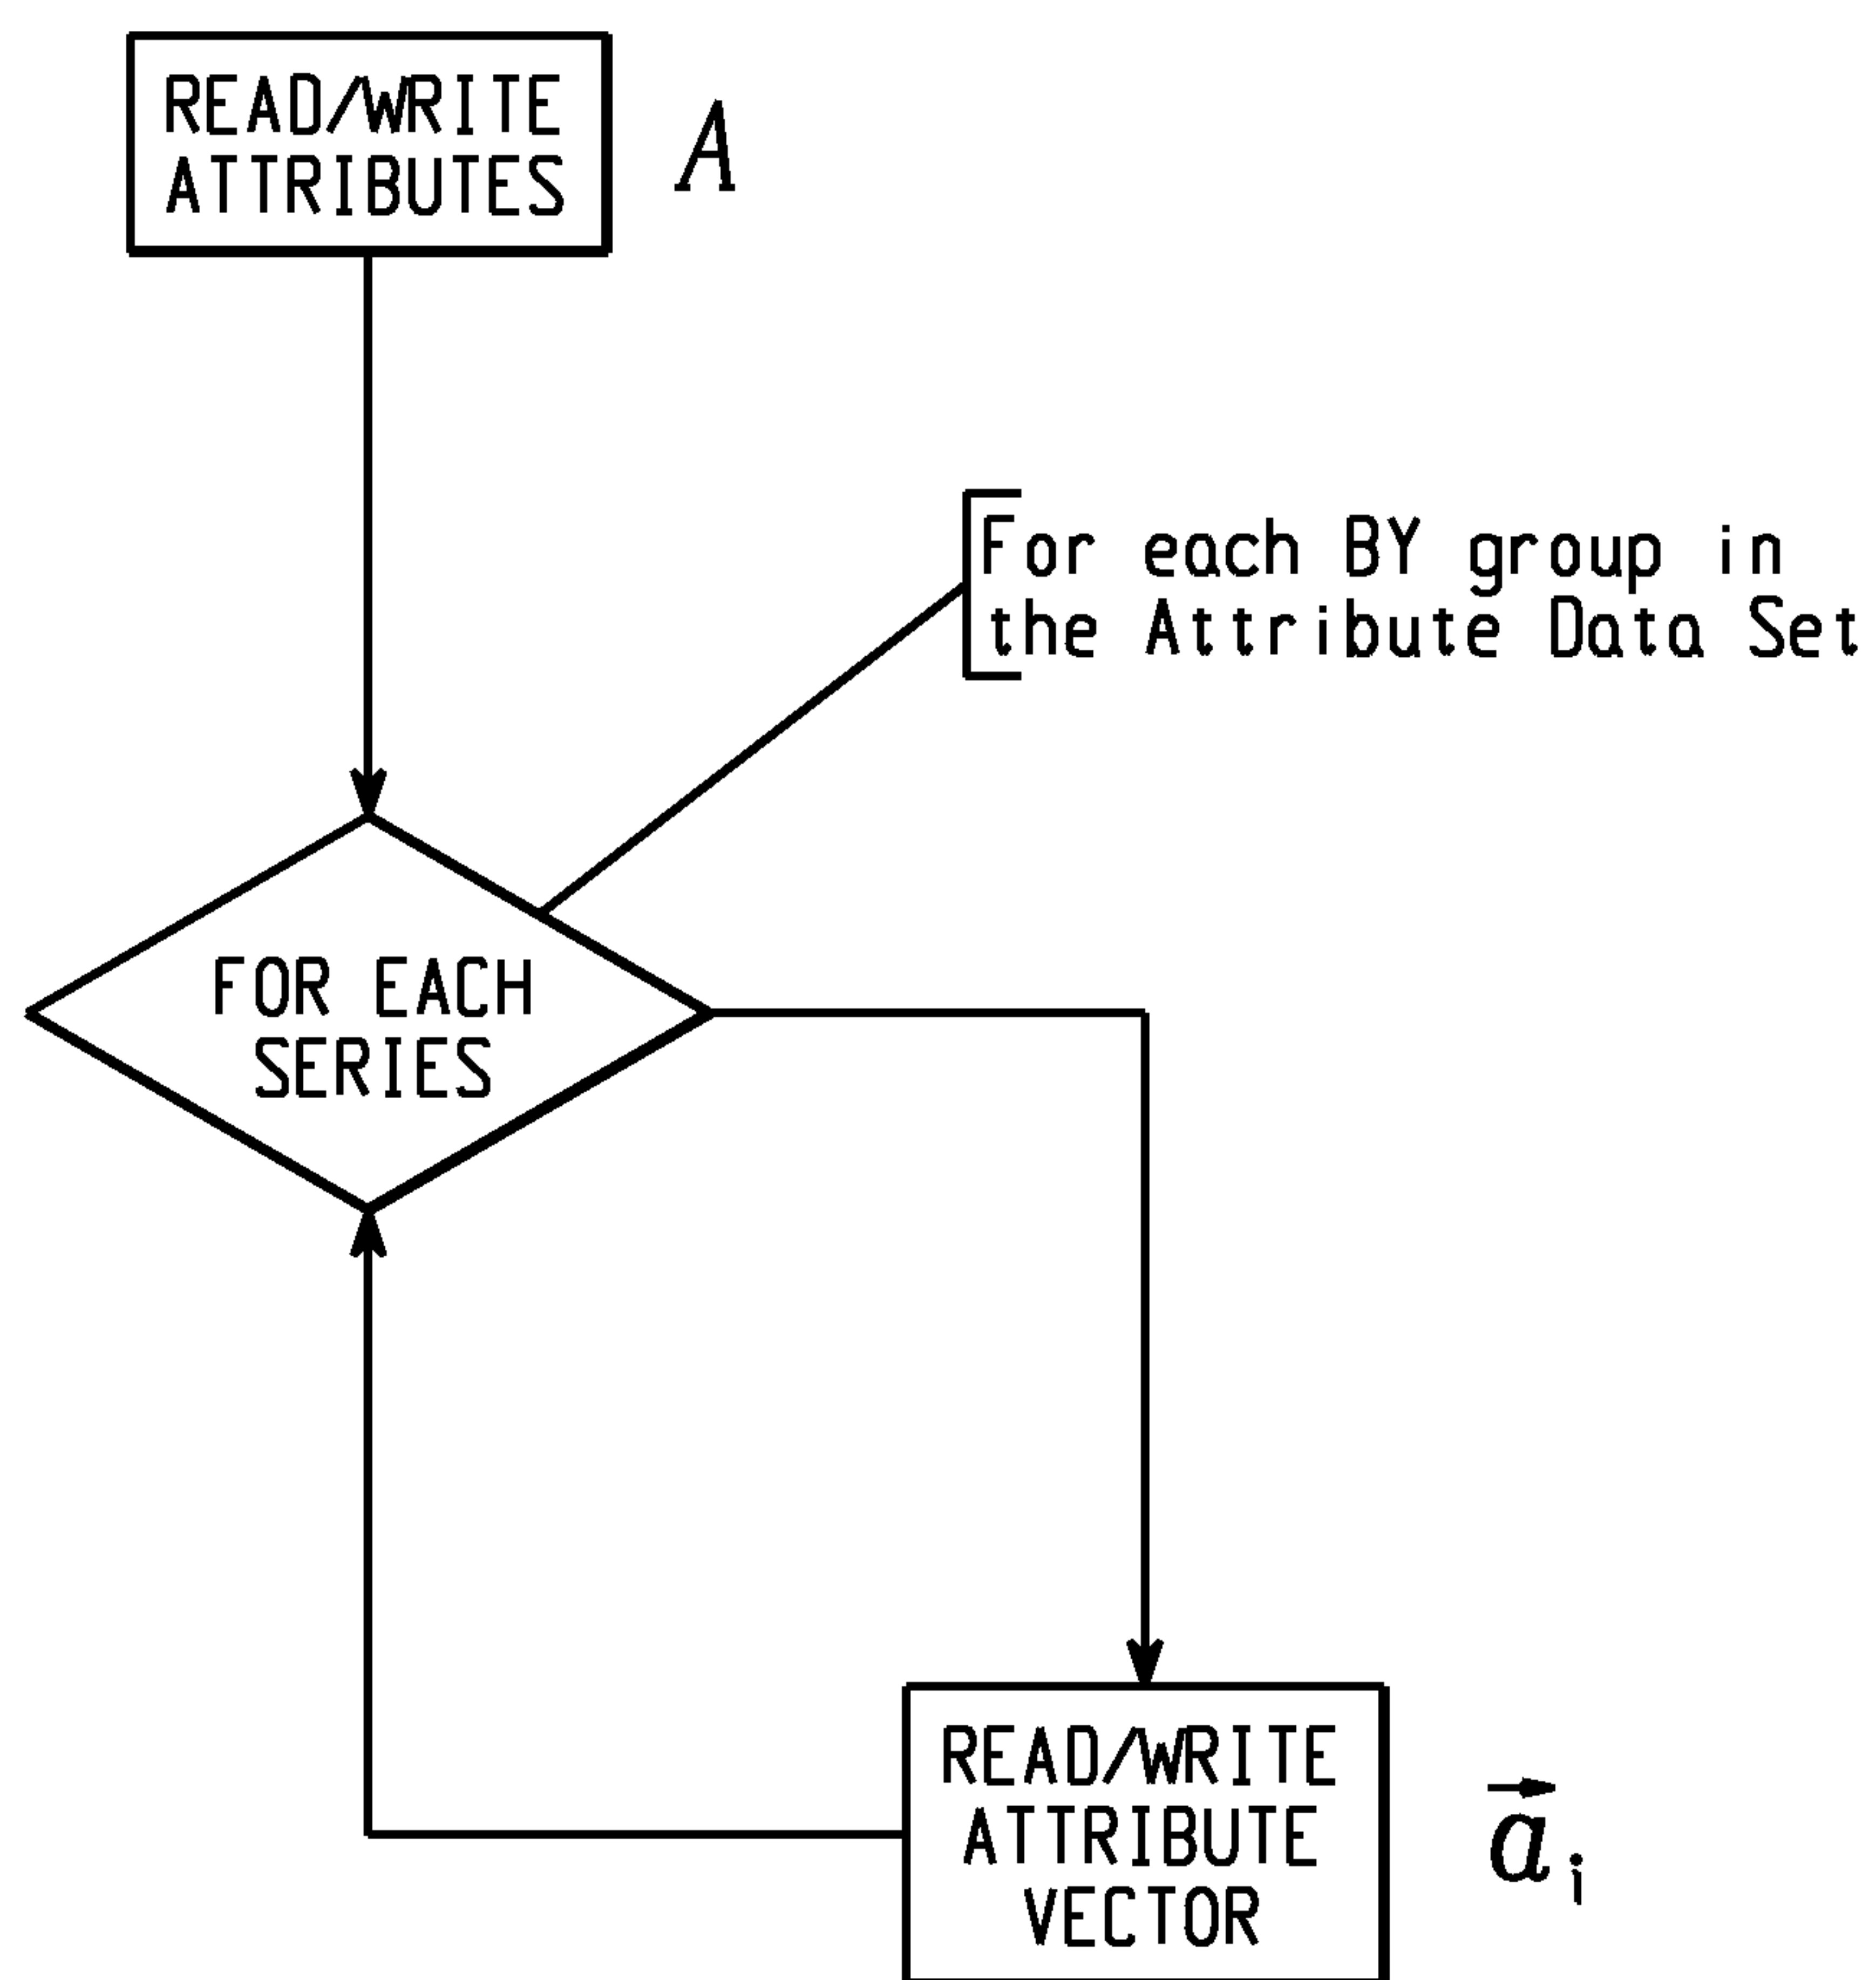 READ/WRITE
ATTRIBUTES
A
For each BY group in
the Attribute Data Set
FOR EACH
SERIES
READ/WRITE
ATTRIBUTE
VECTOR
a⃗ᵢ